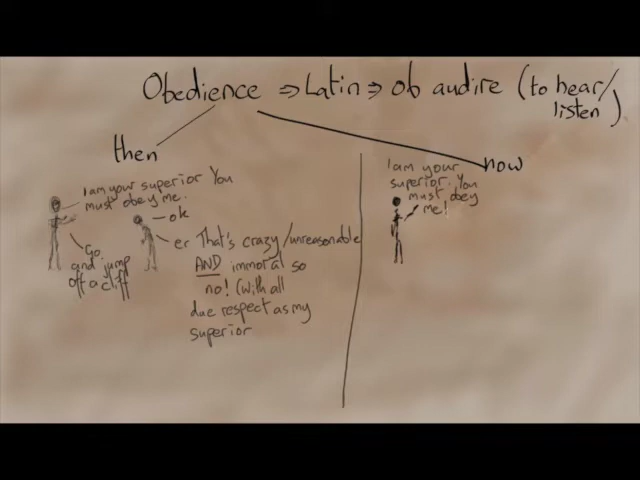 Obedience ⇒ Latin ⇒ ob audire (to hear/
listen)
then
I am your superior You
must obey me.
ok
Go
and jump
off a cliff
er That's crazy/unreasonable
AND immoral so
no! (with all
due respect as my
superior
now
I am your
superior. You
must obey
me!